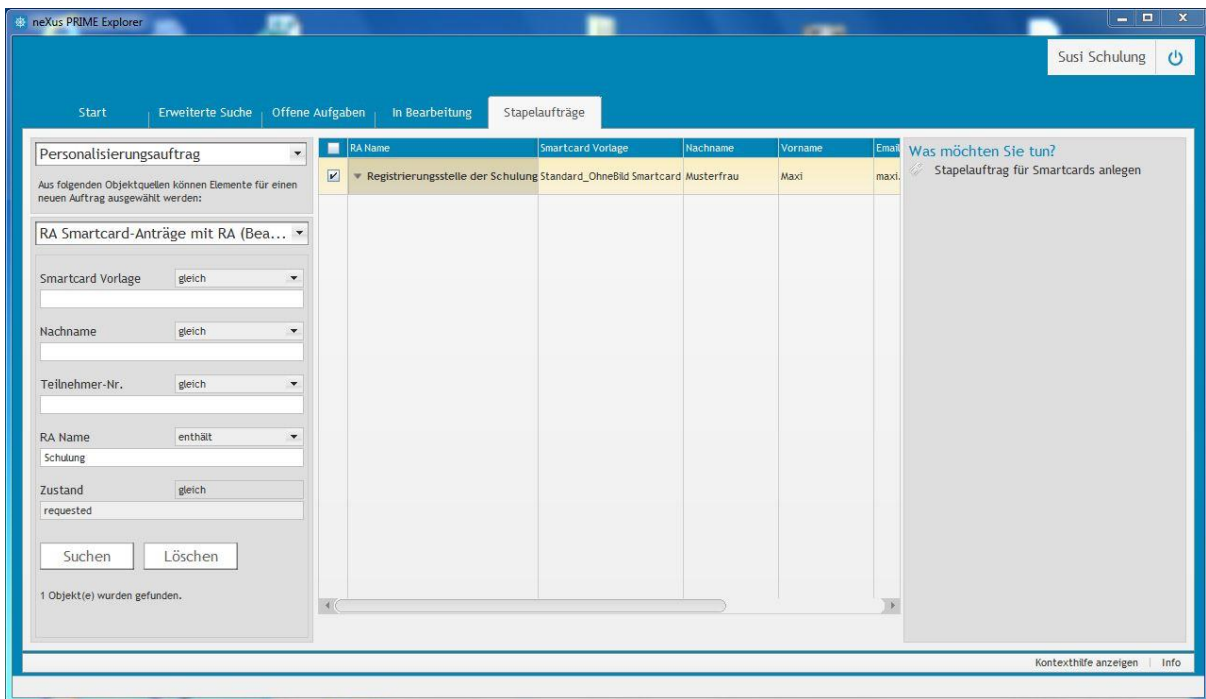 neXus PRIME Explorer
Susi Schulung
Start
Erweiterte Suche
Offene Aufgaben
In Bearbeitung
Stapelaufträge
Personalisierungsauftrag
Aus folgenden Objektquellen können Elemente für einen
neuen Auftrag ausgewählt werden:
RA Smartcard-Anträge mit RA (Bea...
Smartcard Vorlage gleich
Nachname gleich
Teilnehmer-Nr. gleich
RA Name enthält
Schulung
Zustand gleich
requested
Suchen Löschen
1 Objekt(e) wurden gefunden.
RA Name Smartcard Vorlage Nachname Vorname Email
Registrierungsstelle der Schulung Standard_OhneBild Smartcard Musterfrau Maxi maxi.
Was möchten Sie tun?
Stapelauftrag für Smartcards anlegen
Kontexthilfe anzeigen | Info